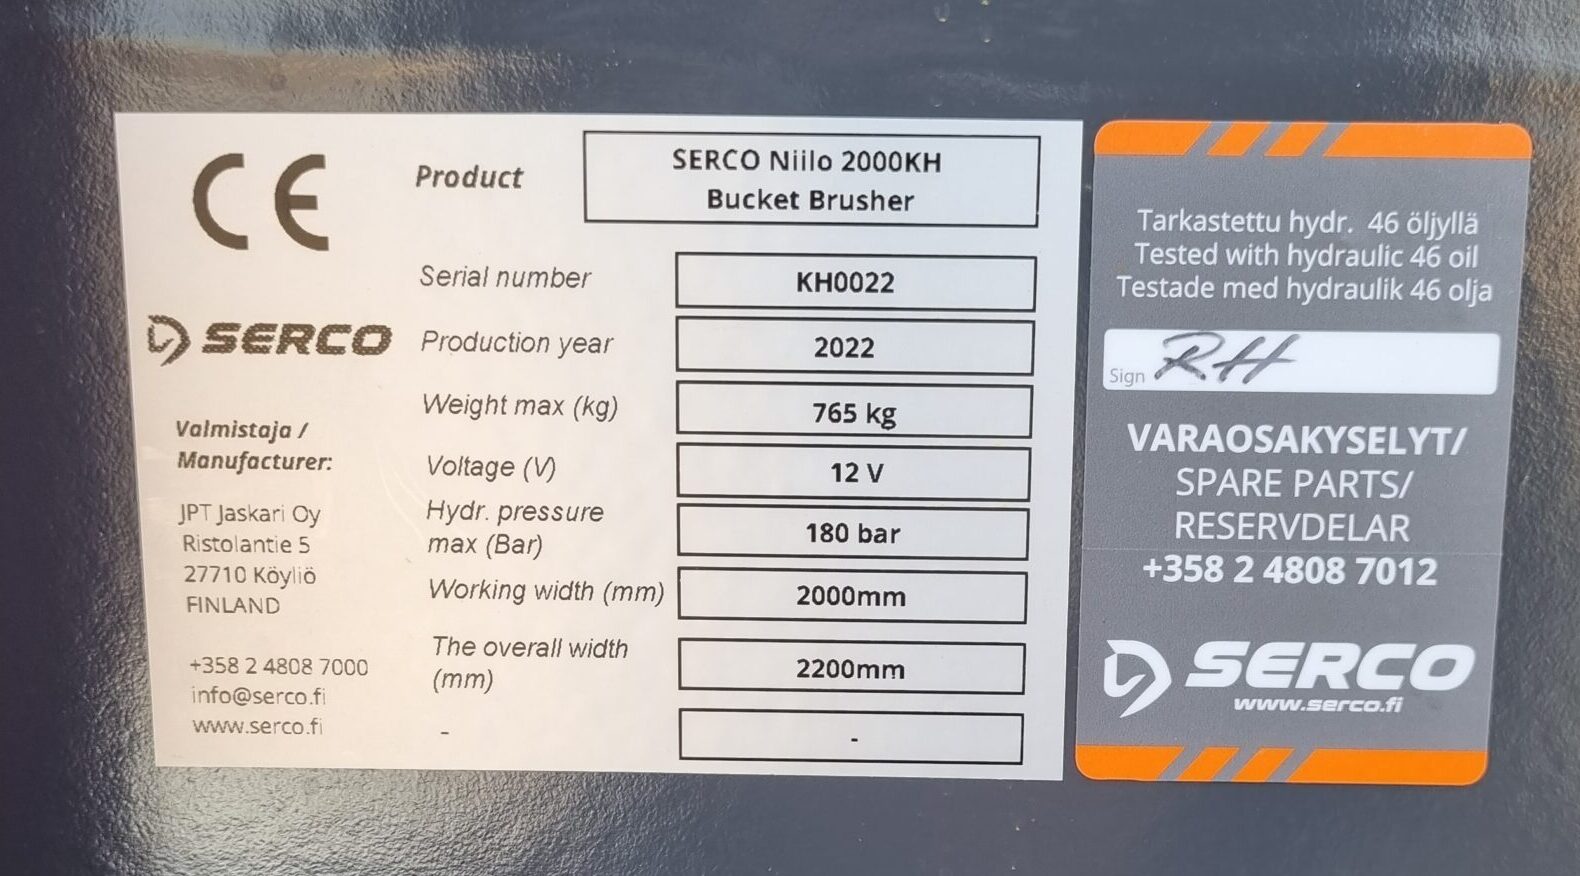 CE
Product
SERCO Niilo 2000KH
Bucket Brusher
Serial number
KH0022
SERCO
Production year
2022
Weight max (kg)
765 kg
Valmistaja /
Manufacturer:
Voltage (V)
12 V
JPT Jaskari Oy
Ristolantie 5
27710 Köyliö
FINLAND
Hydr. pressure
max (Bar)
180 bar
Working width (mm)
2000mm
The overall width
(mm)
2200mm
+358 2 4808 7000
info@serco.fi
www.serco.fi
-
-
Tarkastettu hydr. 46 öljyllä
Tested with hydraulic 46 oil
Testade med hydraulik 46 olja
Sign RH
VARAOSAKYSELYT/
SPARE PARTS/
RESERVDELAR
+358 2 4808 7012
SERCO
www.serco.fi